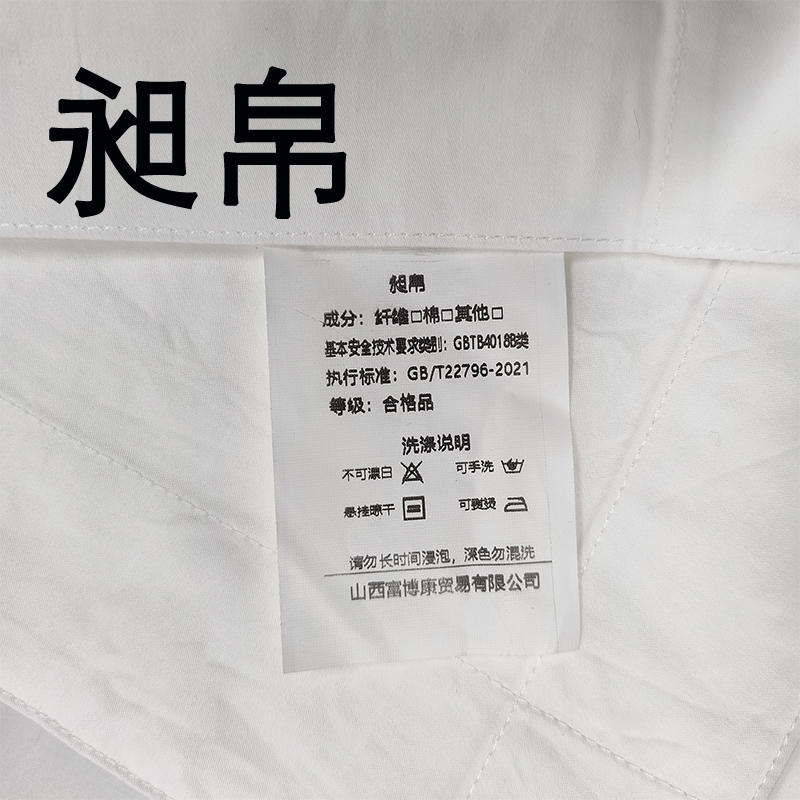 昶帛
昶帛
成分：纤维□棉□其他□
基本安全技术要求类别：GBTB4018B类
执行标准：GB/T22796-2021
等级：合格品
洗涤说明
不可漂白 可手洗
悬挂晾干 可熨烫
请勿长时间浸泡，深色勿混洗
山西富博康贸易有限公司